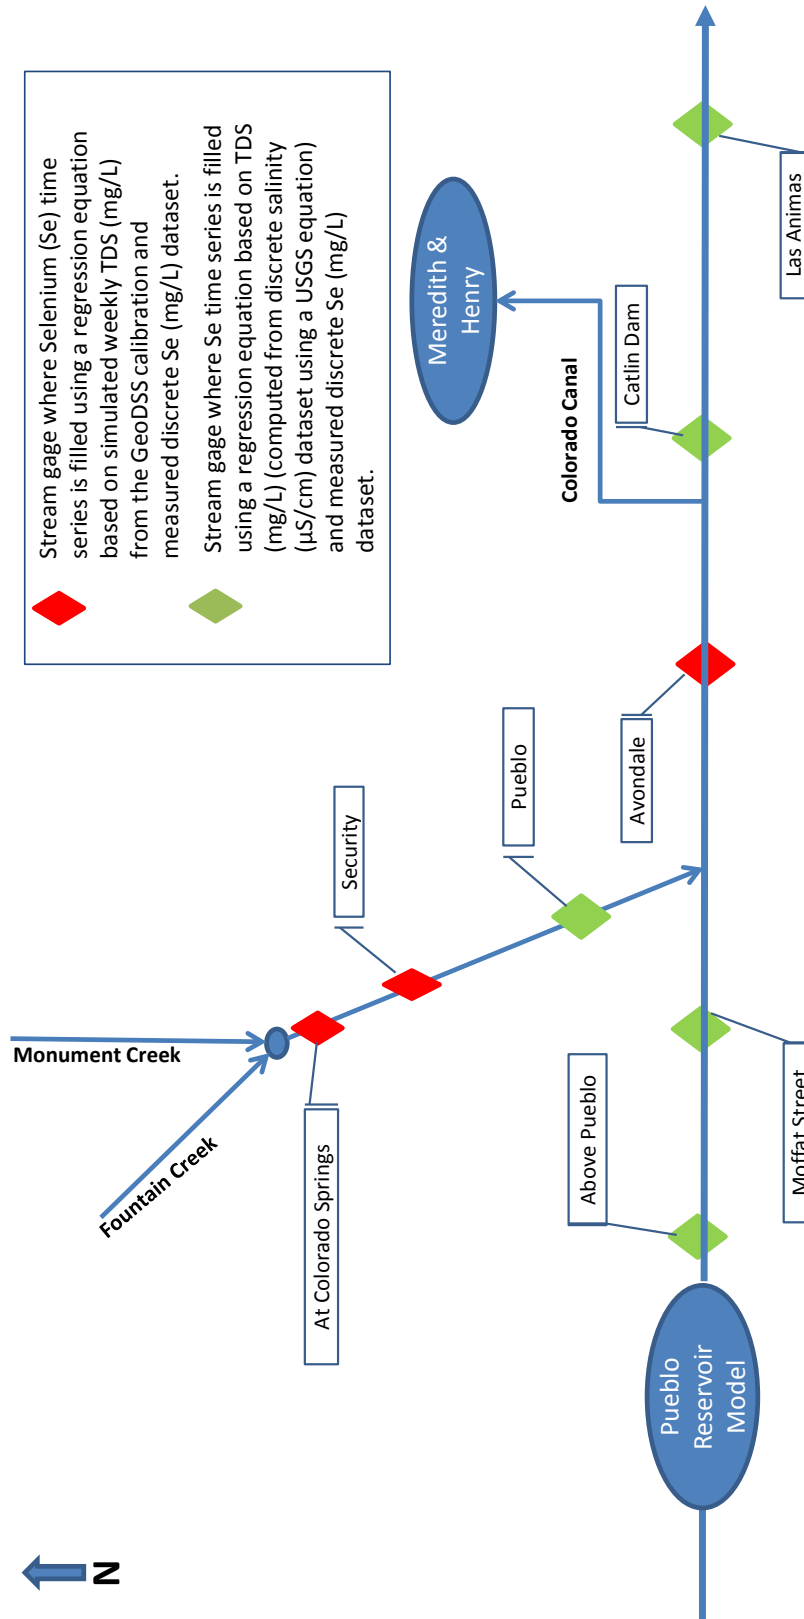 Stream gage where Selenium (Se) time
series is filled using a regression equation
based on simulated weekly TDS (mg/L)
from the GeoDSS calibration and
measured discrete Se (mg/L) dataset.
Stream gage where Se time series is filled
using a regression equation based on TDS
(mg/L) (computed from discrete salinity
(µS/cm) dataset using a USGS equation)
and measured discrete Se (mg/L)
dataset.
N
Monument Creek
Fountain Creek
At Colorado Springs
Security
Pueblo
Meredith &
Henry
Colorado Canal
Above Pueblo
Avondale
Catlin Dam
Pueblo
Reservoir
Model
Moffat Street
Las Animas